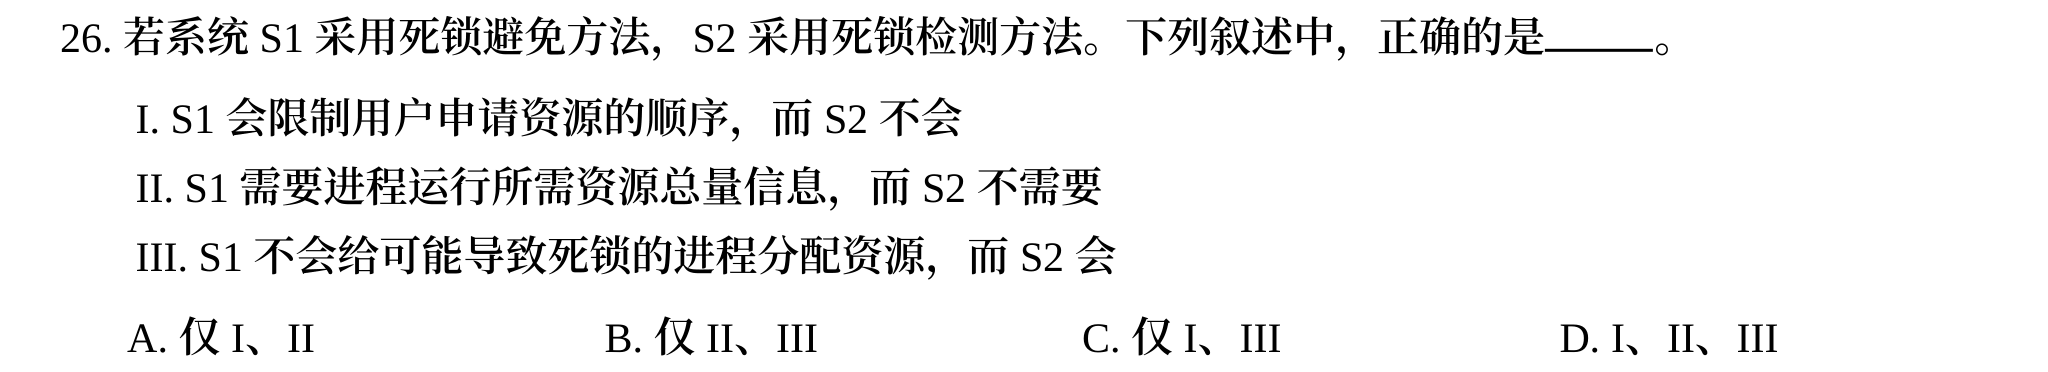 26. 若系统 S1 采用死锁避免方法，S2 采用死锁检测方法。下列叙述中，正确的是_____。
I. S1 会限制用户申请资源的顺序，而 S2 不会
II. S1 需要进程运行所需资源总量信息，而 S2 不需要
III. S1 不会给可能导致死锁的进程分配资源，而 S2 会
A. 仅 I、II B. 仅 II、III C. 仅 I、III D. I、II、III